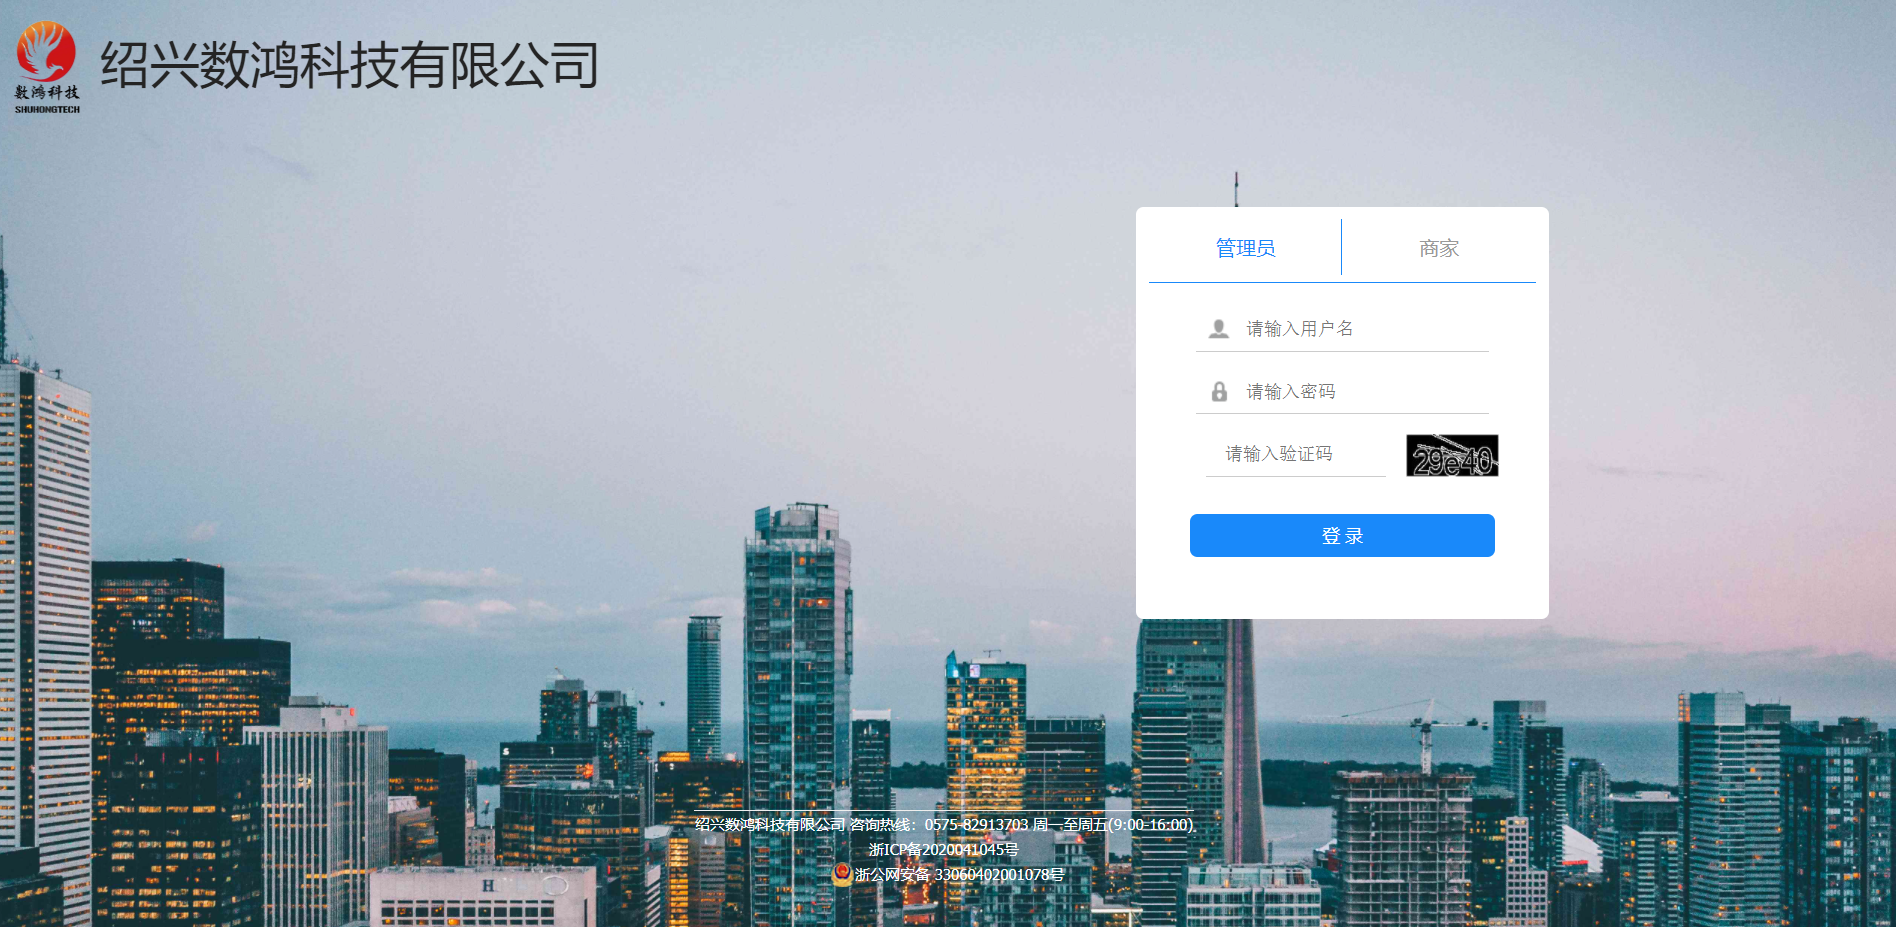 数鸿科技
SHUHONGTECH
绍兴数鸿科技有限公司
管理员
商家
请输入用户名
请输入密码
请输入验证码
29e40
登录
绍兴数鸿科技有限公司 咨询热线：0575-82913703 周一至周五(9:00-16:00)
浙ICP备2020041045号
浙公网安备 33060402001078号